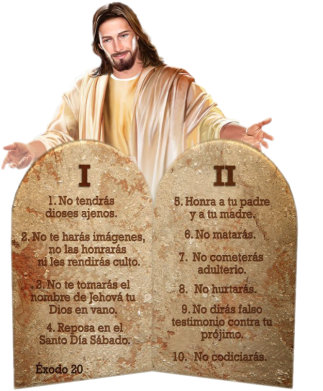 I
1. No tendrás
dioses ajenos.
2. No te harás imágenes,
no las honrarás
ni les rendirás culto.
3. No te tomarás el
nombre de Jehová tu
Dios en vano.
4. Reposa en el
Santo Día Sábado.
Éxodo 20
II
5. Honra a tu padre
y a tu madre.
6. No matarás.
7. No cometerás
adulterio.
8. No hurtarás.
9. No dirás falso
testimonio contra tu
prójimo.
10. No codiciarás.